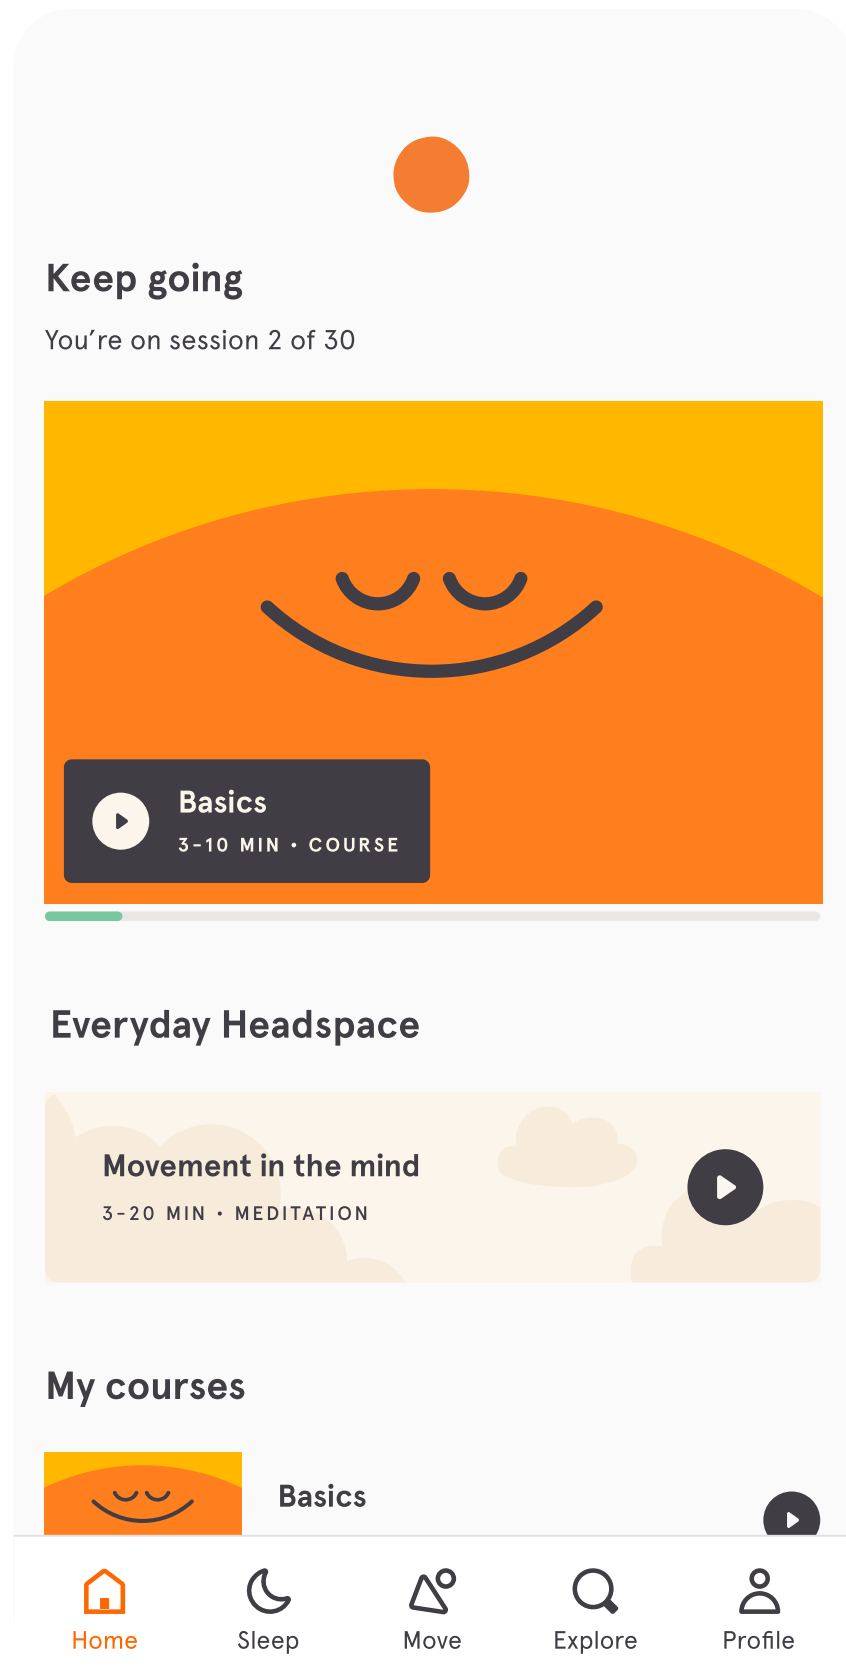 Keep going
You’re on session 2 of 30
Basics
3-10 MIN • COURSE
Everyday Headspace
Movement in the mind
3-20 MIN • MEDITATION
My courses
Basics
Home
Sleep
Move
Explore
Profile